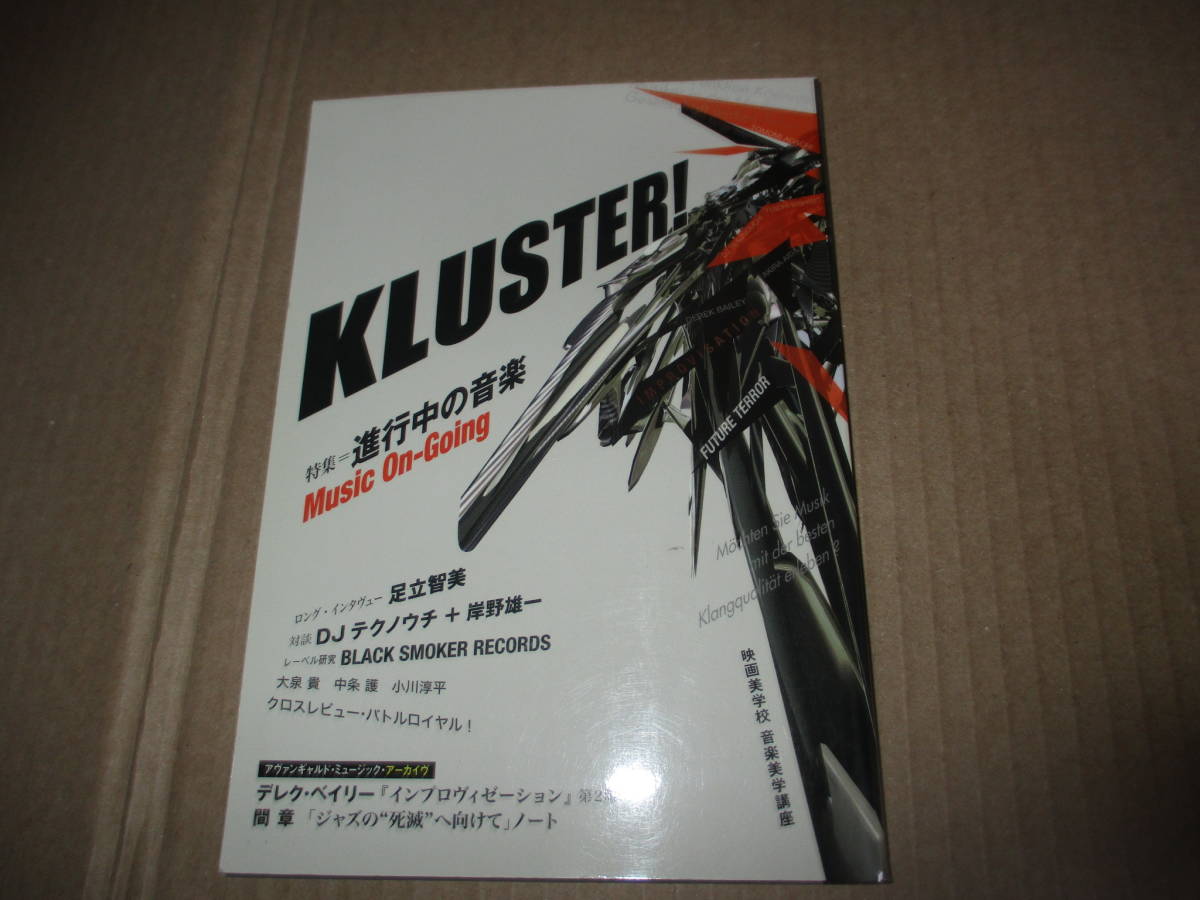 KLUSTER!
特集=進行中の音楽
Music On-Going
DEREK BAILEY
IMPROVISATION
FUTURE TERROR
Möchten Sie Musik
mit der besten
Klangqualität erleben ?
ロング・インタヴュー 足立智美
対談 DJ テクノウチ + 岸野雄一
レーベル研究 BLACK SMOKER RECORDS
大泉 貴 中条 護 小川淳平
クロスレビュー・バトルロイヤル!
アヴァンギャルド・ミュージック・アーカイヴ
デレク・ベイリー『インプロヴィゼーション』第2
間 章 「ジャズの“死滅”へ向けて」ノート
映画美学校 音楽美学講座